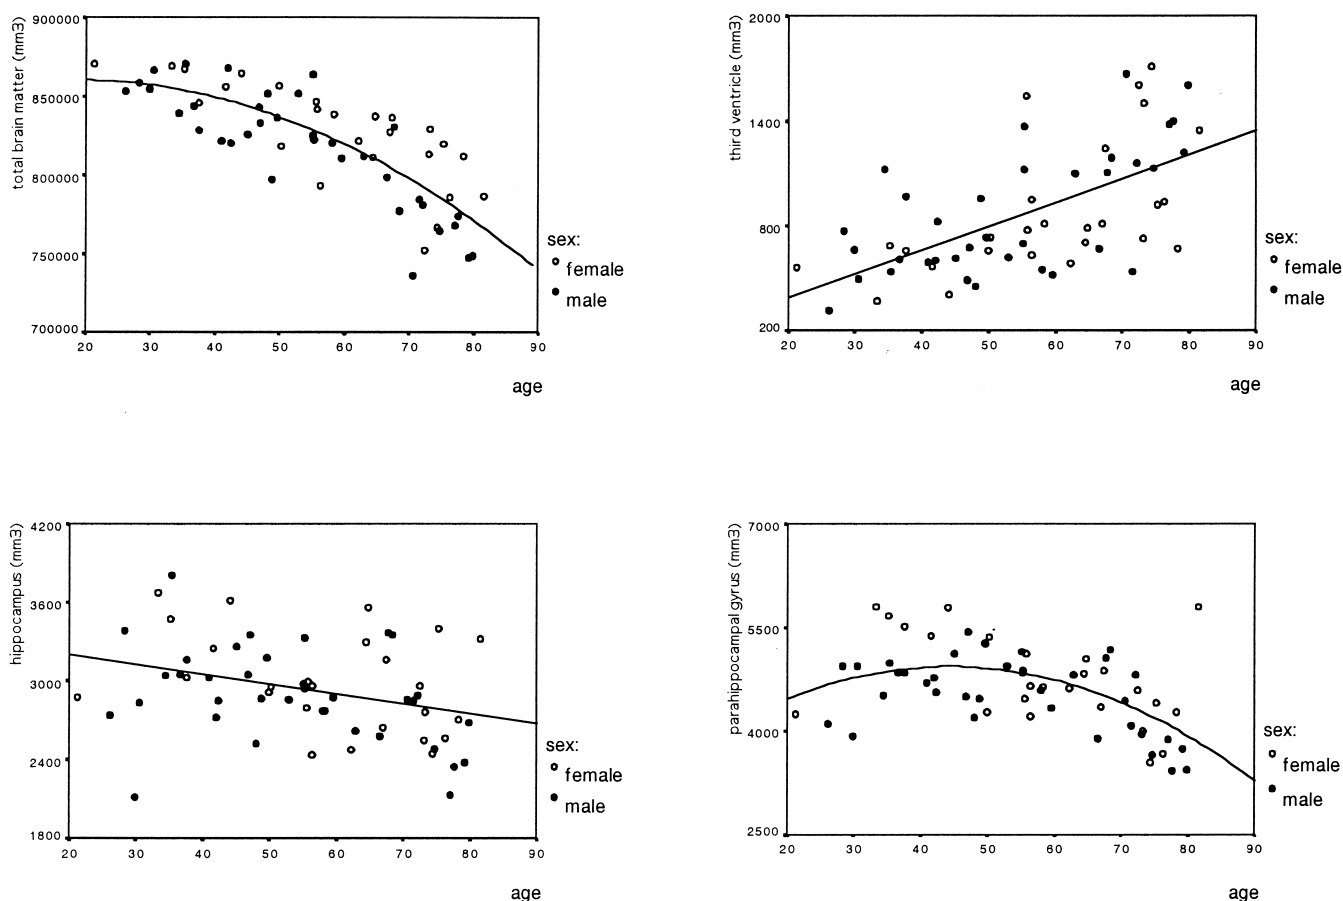 total brain matter (mm3)
900000
850000
800000
750000
700000
20 30 40 50 60 70 80 90
age
sex:
female
male
third ventricle (mm3)
2000
1400
800
200
20 30 40 50 60 70 80 90
age
sex:
female
male
hippocampus (mm3)
4200
3600
3000
2400
1800
20 30 40 50 60 70 80 90
age
sex:
female
male
parahippocampal gyrus (mm3)
7000
5500
4000
2500
20 30 40 50 60 70 80 90
age
sex:
female
male